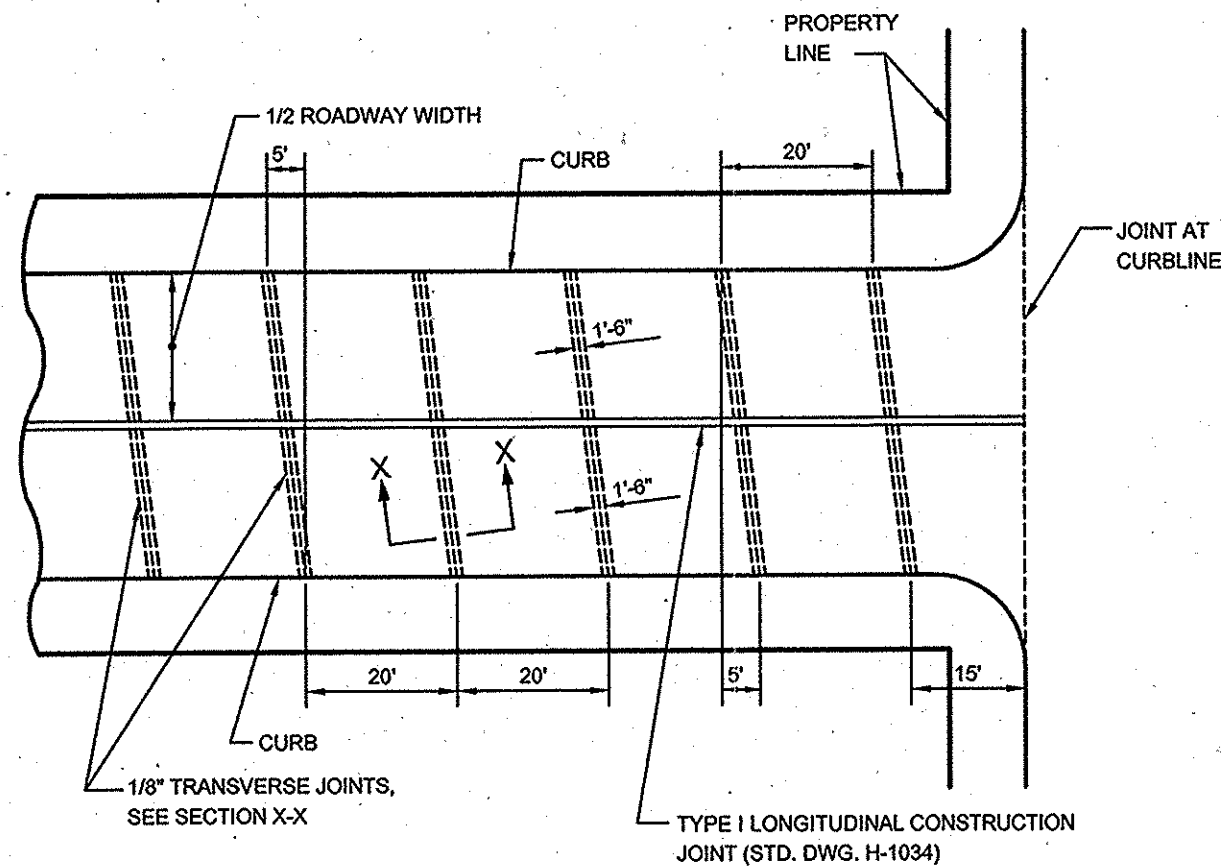 PROPERTY
LINE
1/2 ROADWAY WIDTH
5'
CURB
20'
JOINT AT
CURBLINE
1'-6"
X
X
1'-6"
20'
20'
5'
15'
CURB
1/8" TRANSVERSE JOINTS,
SEE SECTION X-X
TYPE I LONGITUDINAL CONSTRUCTION
JOINT (STD. DWG. H-1034)